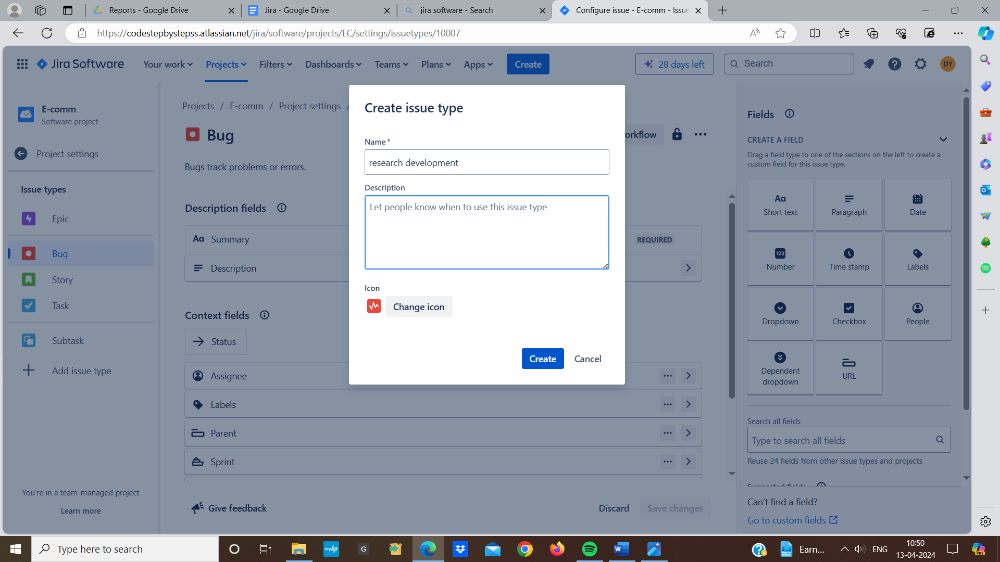 Reports - Google Drive
Jira - Google Drive
jira software - Search
Configure issue - E-comm - Issue
https://codestepbystepss.atlassian.net/jira/software/projects/EC/settings/issuetypes/10007
Jira Software
Your work
Projects
Filters
Dashboards
Teams
Plans
Apps
Create
28 days left
Search
DY
E-comm
Software project
Project settings
Issue types
Epic
Bug
Story
Task
Subtask
Add issue type
You're in a team-managed project
Learn more
Projects / E-comm / Project settings /
Bug
orkflow
Bugs track problems or errors.
Description fields
Aa Summary
REQUIRED
Description
Context fields
Status
Assignee
Labels
Parent
Sprint
Give feedback
Discard
Save changes
Create issue type
Name*
research development
Description
Let people know when to use this issue type
Icon
Change icon
Create
Cancel
Fields
CREATE A FIELD
Drag a field type to one of the sections on the left to create a
custom field for this issue type.
Aa
Short text
Paragraph
Date
123
Number
Time stamp
Labels
Dropdown
Checkbox
People
Dependent
dropdown
URL
Search all fields
Type to search all fields
Reuse 24 fields from other issue types and projects
Suggested fields
Can't find a field?
Go to custom fields
Type here to search
myhp
G
W
Earn...
ENG
10:50
13-04-2024
PRE